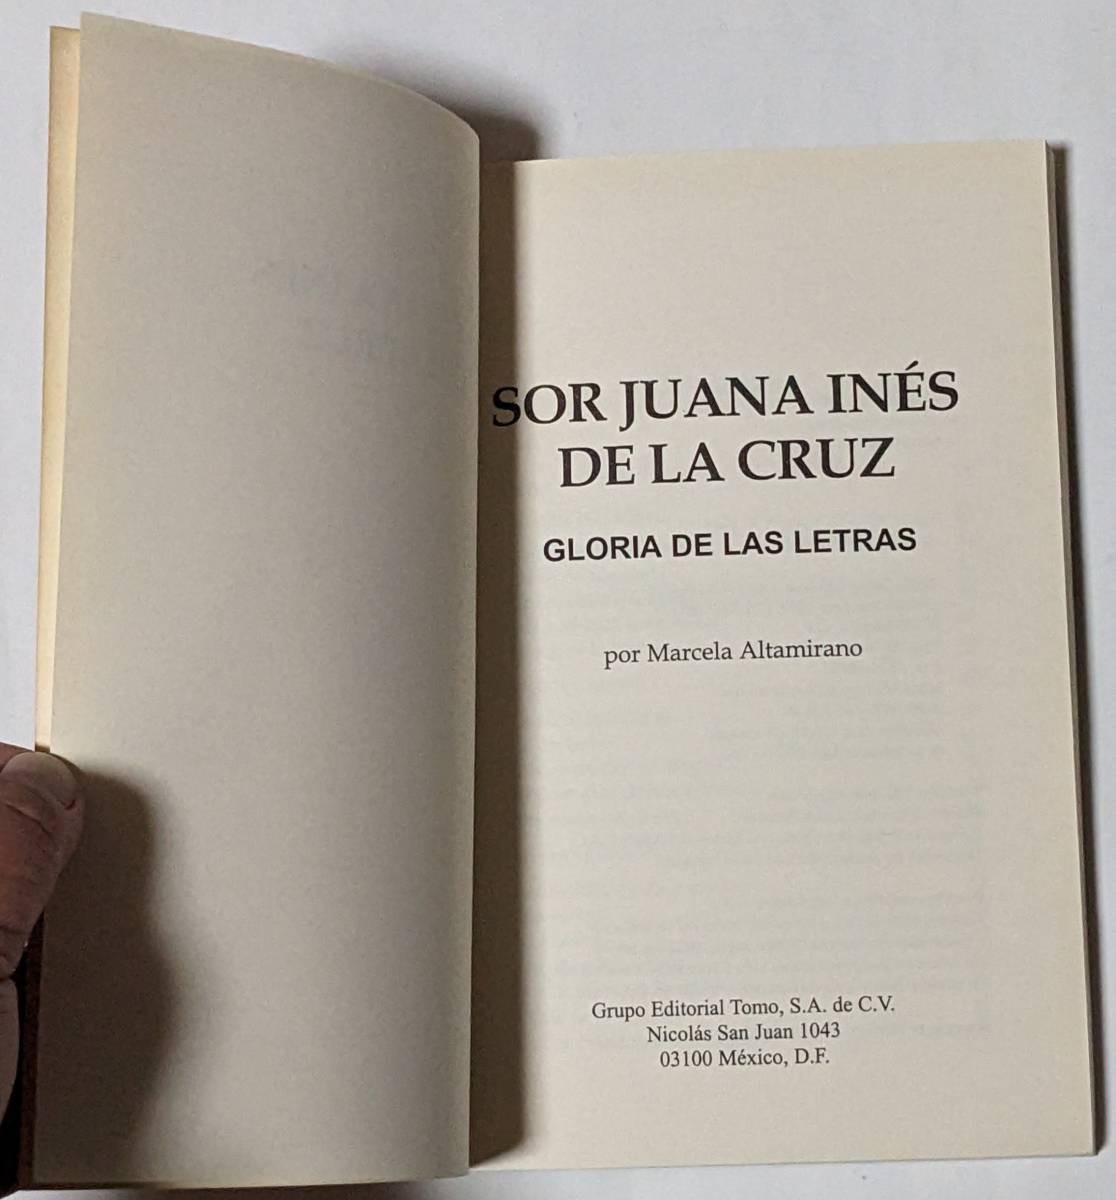 SOR JUANA INÉS
DE LA CRUZ
GLORIA DE LAS LETRAS
por Marcela Altamirano
Grupo Editorial Tomo, S.A. de C.V.
Nicolás San Juan 1043
03100 México, D.F.